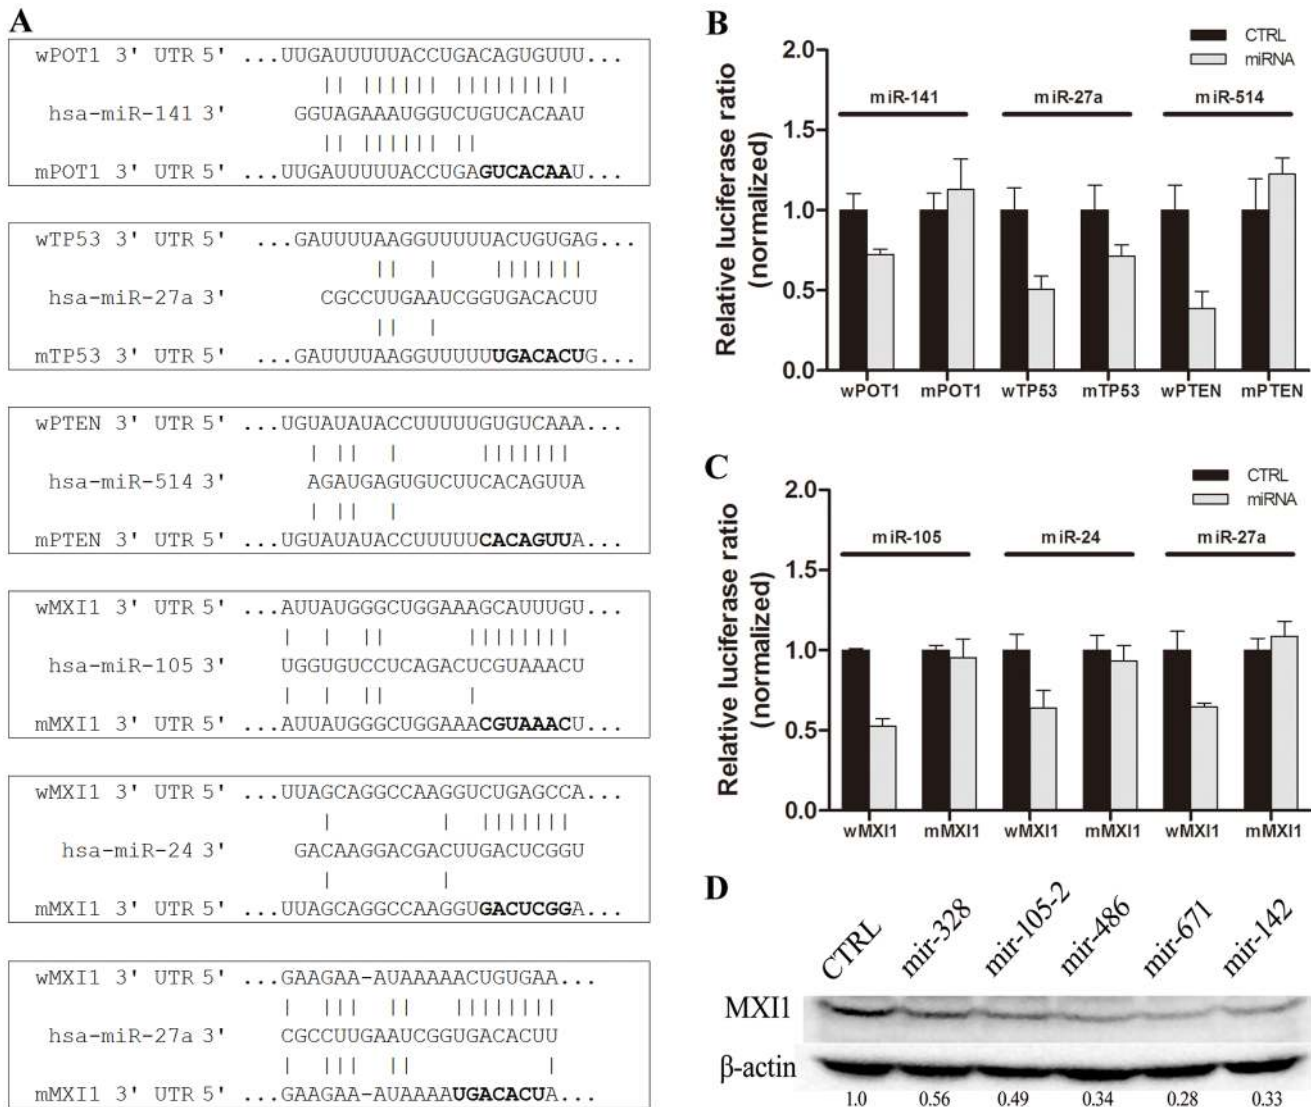 A
wPOT1 3' UTR 5' ...UUGAUUUUUACCUGACAGUGUUU...
hsa-miR-141 3' GGUAGAAAUGGUCUGUCACAAU
mPOT1 3' UTR 5' ...UUGAUUUUUACCUGAGUCACAAU...
wTP53 3' UTR 5' ...GAUUUUAAGGUUUUUACUGUGAG...
hsa-miR-27a 3' CGCCUUGAAUCGGUGACACUU
mTP53 3' UTR 5' ...GAUUUUAAGGUUUUUUGACACUG...
wPTEN 3' UTR 5' ...UGUAUAUACCUUUUUGUGUCAAA...
hsa-miR-514 3' AGAUGAGUGUCUUCACAGUUA
mPTEN 3' UTR 5' ...UGUAUAUACCUUUUUCACAGUUA...
wMXI1 3' UTR 5' ...AUUAUGGGCUGGAAAGCAUUUGU...
hsa-miR-105 3' UGGUGUCCUCAGACUCGUAAACU
mMXI1 3' UTR 5' ...AUUAUGGGCUGGAAACGUAAACU...
wMXI1 3' UTR 5' ...UUAGCAGGCCAAGGUCUGAGCCA...
hsa-miR-24 3' GACAAGGACGACUUGACUCGGU
mMXI1 3' UTR 5' ...UUAGCAGGCCAAGGUGACUCGGA...
wMXI1 3' UTR 5' ...GAAGAA-AUAAAAACUGUGAA...
hsa-miR-27a 3' CGCCUUGAAUCGGUGACACUU
mMXI1 3' UTR 5' ...GAAGAA-AUAAAAUGACACUA...
B
Relative luciferase ratio
(normalized)
2.0
1.5
1.0
0.5
0.0
CTRL
miRNA
miR-141 miR-27a miR-514
wPOT1 mPOT1 wTP53 mTP53 wPTEN mPTEN
C
Relative luciferase ratio
(normalized)
2.0
1.5
1.0
0.5
0.0
CTRL
miRNA
miR-105 miR-24 miR-27a
wMXI1 mMXI1 wMXI1 mMXI1 wMXI1 mMXI1
D
CTRL mir-328 mir-105-2 mir-486 mir-671 mir-142
MXI1
β-actin
1.0 0.56 0.49 0.34 0.28 0.33